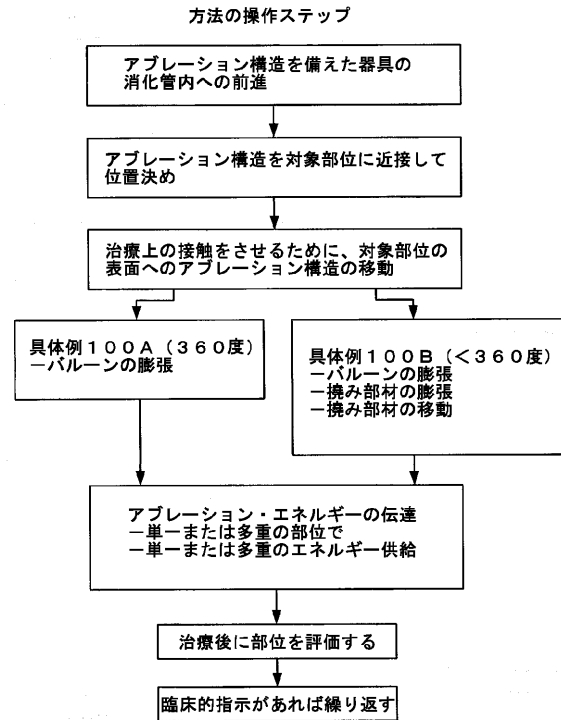 方法の操作ステップ
アブレーション構造を備えた器具の
消化管内への前進
アブレーション構造を対象部位に近接して
位置決め
治療上の接触をさせるために、対象部位の
表面へのアブレーション構造の移動
具体例100A(360度)
－バルーンの膨張
具体例100B(<360度)
－バルーンの膨張
－撓み部材の膨張
－撓み部材の移動
アブレーション・エネルギーの伝達
－単一または多重の部位で
－単一または多重のエネルギー供給
治療後に部位を評価する
臨床的指示があれば繰り返す